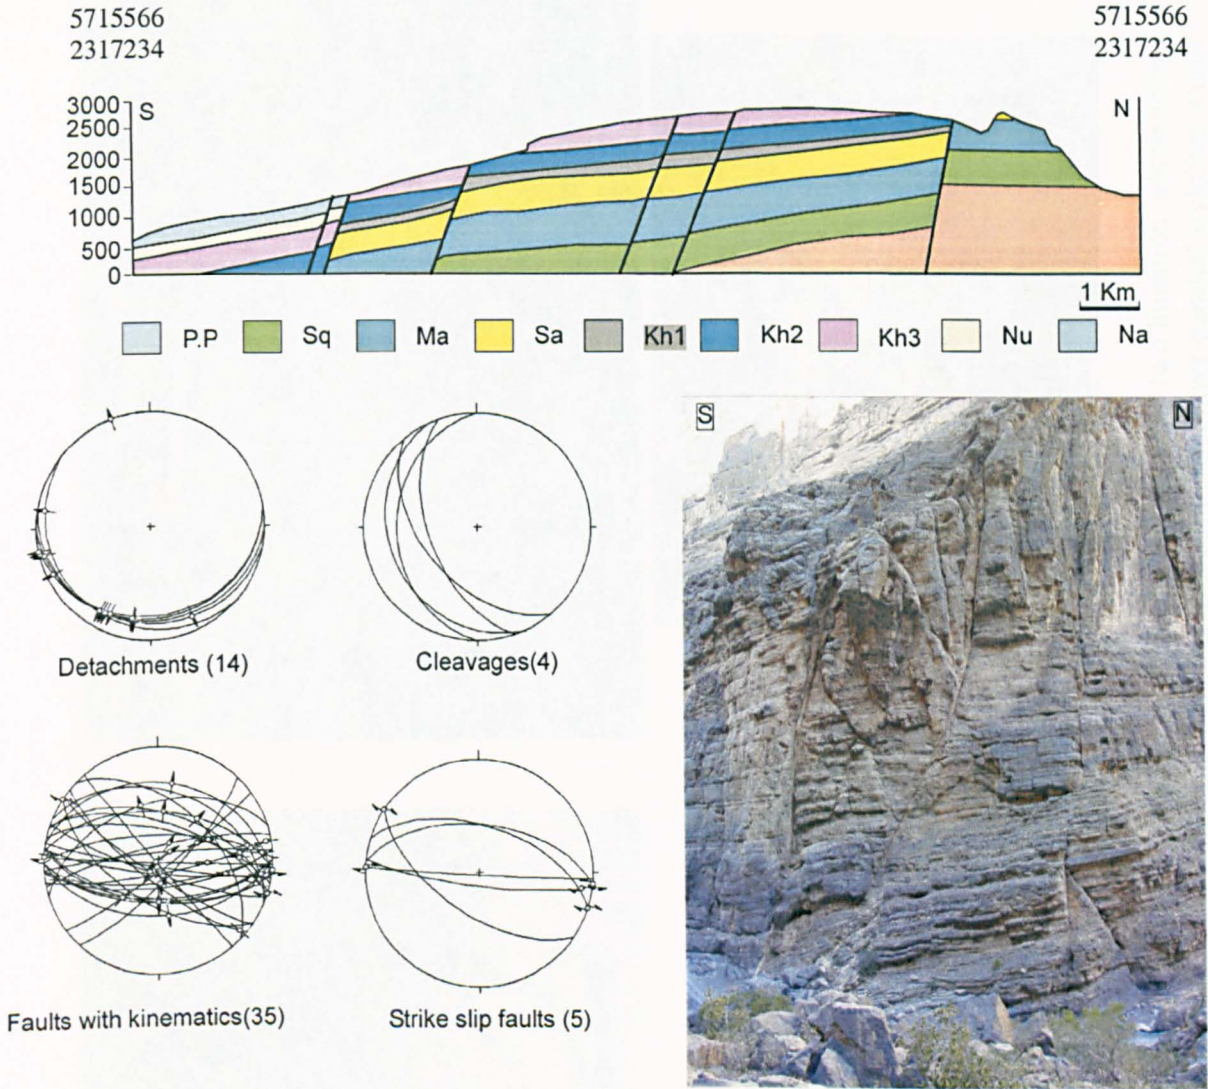 5715566 5715566
2317234 2317234
3000 S N
2500
2000
1500
1000
500
0
1 Km
P.P Sq Ma Sa Kh1 Kh2 Kh3 Nu Na
S N
Detachments (14) Cleavages(4)
Faults with kinematics(35) Strike slip faults (5)